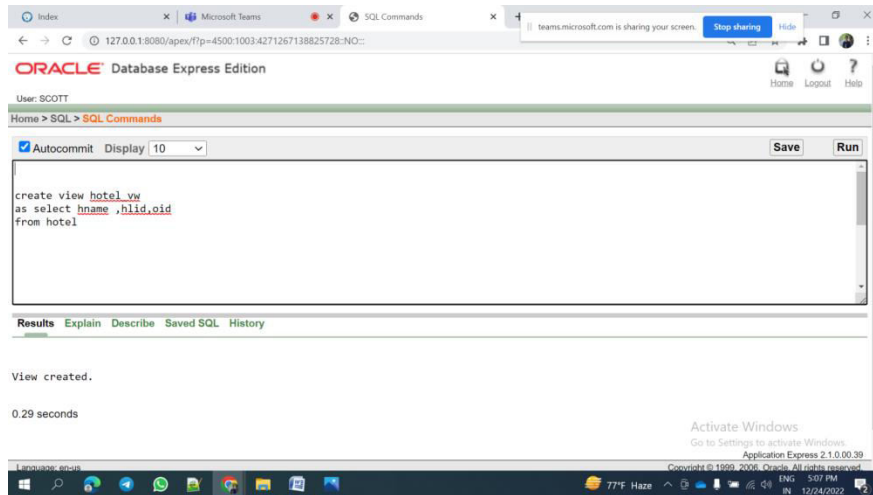 Index
Microsoft Teams
SQL Commands
teams.microsoft.com is sharing your screen.
Stop sharing
Hide
127.0.0.1:8080/apex/f?p=4500:1003:4271267138825728::NO:::
ORACLE Database Express Edition
Home
Logout
Help
User: SCOTT
Home > SQL > SQL Commands
Autocommit Display 10
Save
Run
create view hotel_vw
as select hname ,hlid,oid
from hotel
Results Explain Describe Saved SQL History
View created.
0.29 seconds
Activate Windows
Go to Settings to activate Windows.
Application Express 2.1.0.00.39
Language: en-us
Copyright © 1999, 2006, Oracle. All rights reserved.
77°F Haze
ENG
IN
5:07 PM
12/24/2022
2